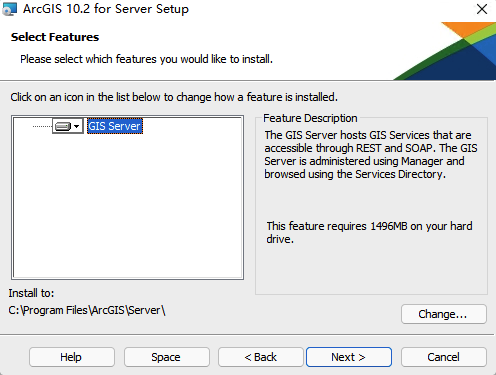 ArcGIS 10.2 for Server Setup
Select Features
Please select which features you would like to install.
Click on an icon in the list below to change how a feature is installed.
GIS Server
Feature Description
The GIS Server hosts GIS Services that are
accessible through REST and SOAP. The GIS
Server is administered using Manager and
browsed using the Services Directory.
This feature requires 1496MB on your hard
drive.
Install to:
C:\Program Files\ArcGIS\Server\
Change...
Help
Space
< Back
Next >
Cancel